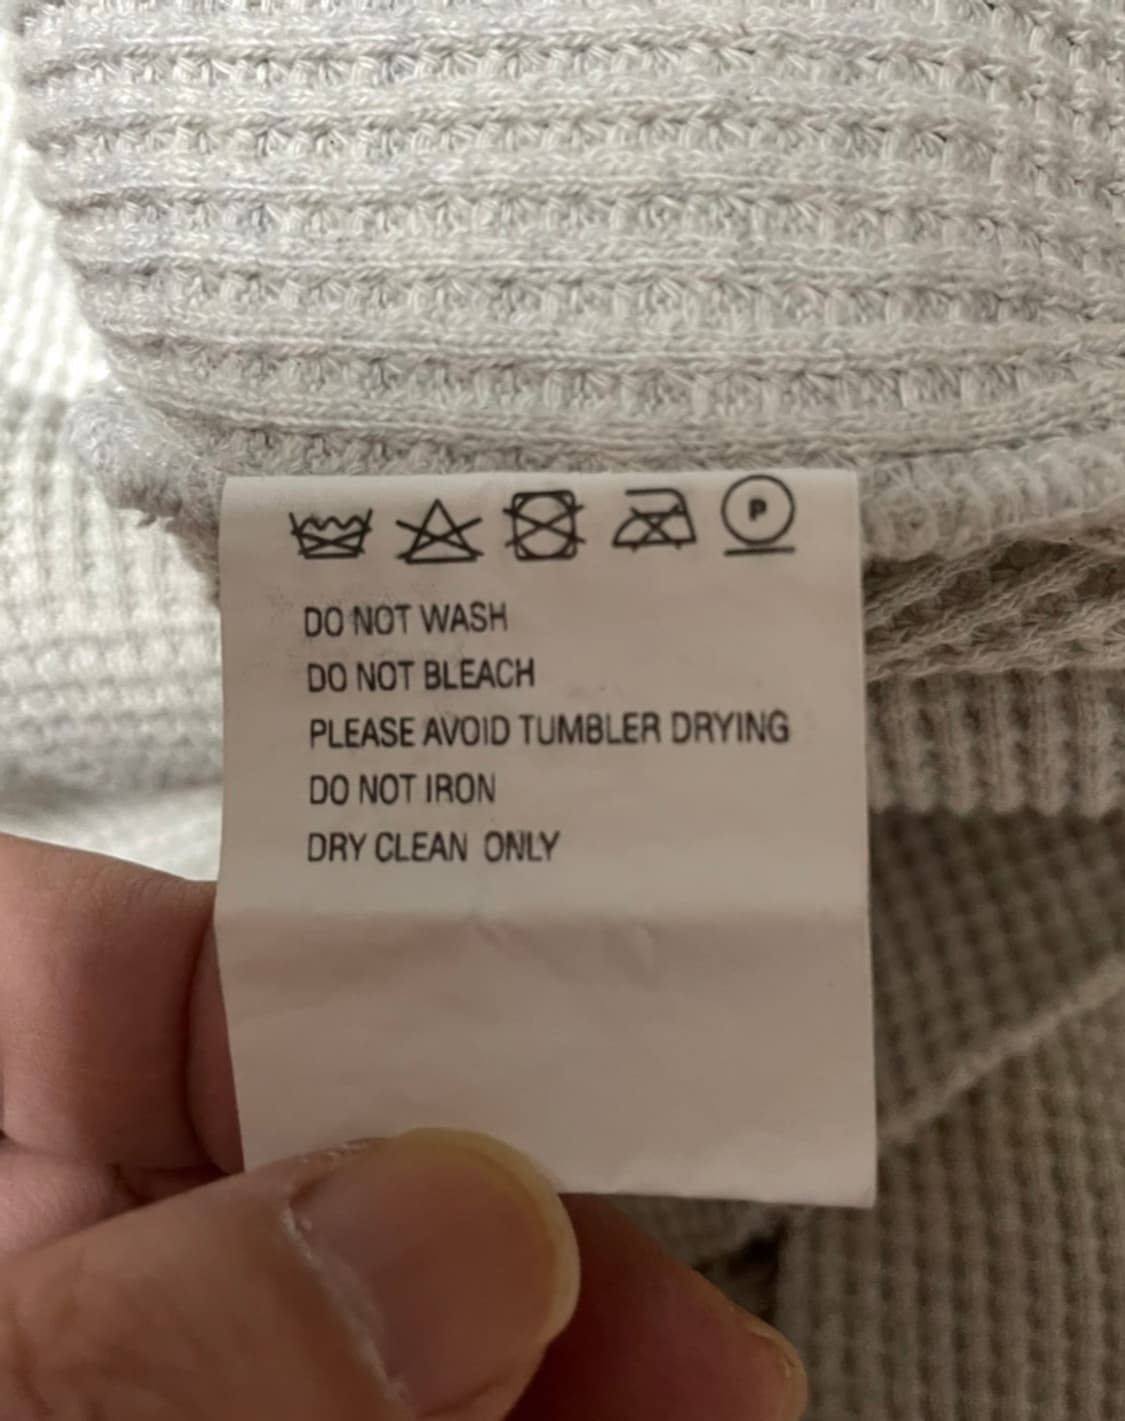 P
DO NOT WASH
DO NOT BLEACH
PLEASE AVOID TUMBLER DRYING
DO NOT IRON
DRY CLEAN ONLY